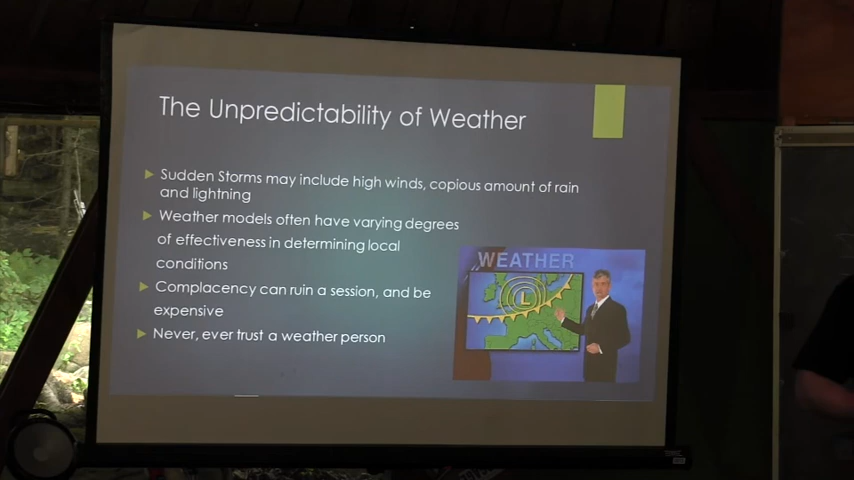 The Unpredictability of Weather
Sudden Storms may include high winds, copious amount of rain
and lightning
Weather models often have varying degrees
of effectiveness in determining local
conditions
Complacency can ruin a session, and be
expensive
Never, ever trust a weather person
WEATHER
L